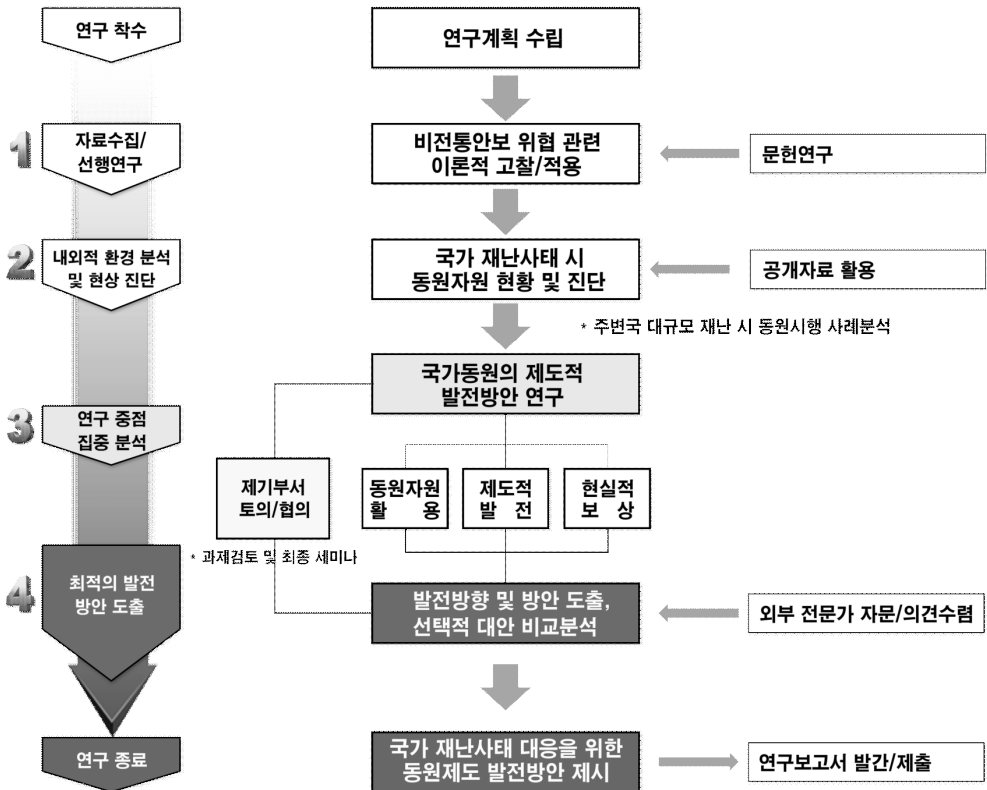 연구 착수
연구계획 수립
1
자료수집/
선행연구
비전통안보 위협 관련
이론적 고찰/적용
문헌연구
2
내외적 환경 분석
및 현상 진단
국가 재난사태 시
동원자원 현황 및 진단
공개자료 활용
* 주변국 대규모 재난 시 동원시행 사례분석
3
연구 중점
집중 분석
국가동원의 제도적
발전방안 연구
제기부서
토의/협의
* 과제검토 및 최종 세미나
동원자원
활 용
제도적
발 전
현실적
보 상
4
최적의 발전
방안 도출
발전방향 및 방안 도출,
선택적 대안 비교분석
외부 전문가 자문/의견수렴
연구 종료
국가 재난사태 대응을 위한
동원제도 발전방안 제시
연구보고서 발간/제출